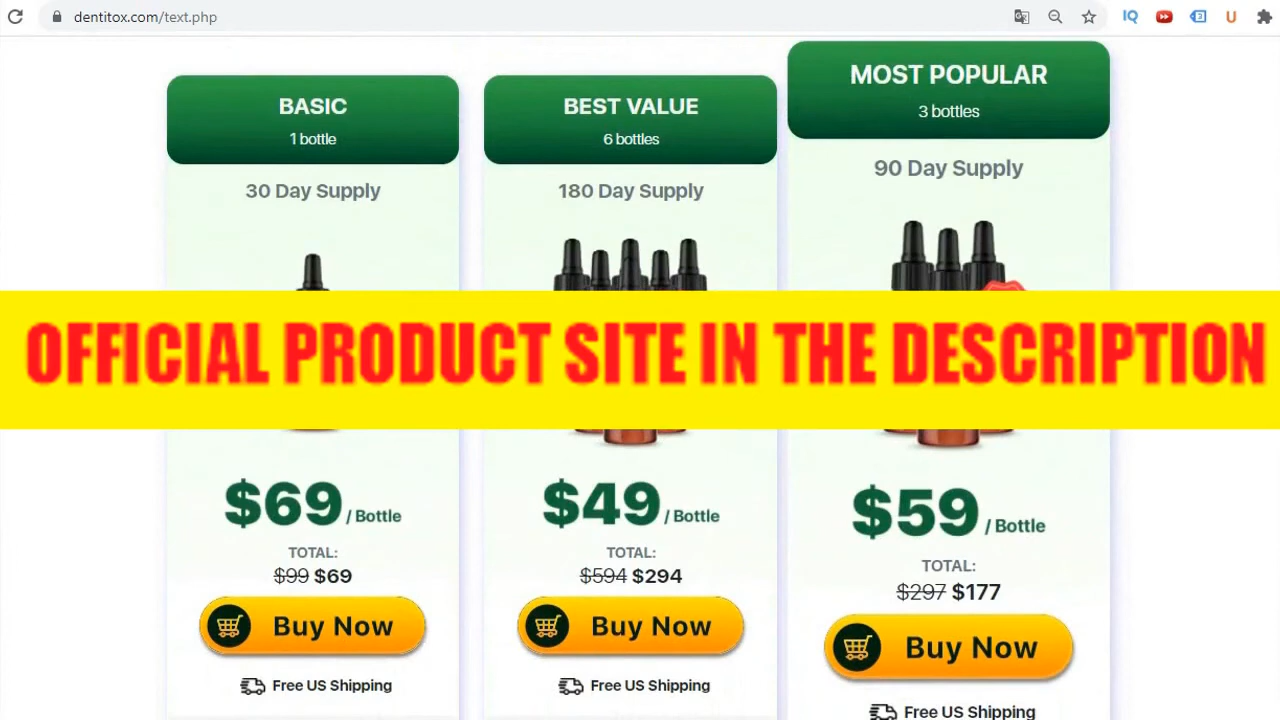 dentitox.com/text.php
IQ
U
BASIC
1 bottle
30 Day Supply
BEST VALUE
6 bottles
180 Day Supply
MOST POPULAR
3 bottles
90 Day Supply
OFFICIAL PRODUCT SITE IN THE DESCRIPTION
$69 / Bottle
TOTAL:
$99 $69
Buy Now
Free US Shipping
$49 / Bottle
TOTAL:
$594 $294
Buy Now
Free US Shipping
$59 / Bottle
TOTAL:
$297 $177
Buy Now
Free US Shipping